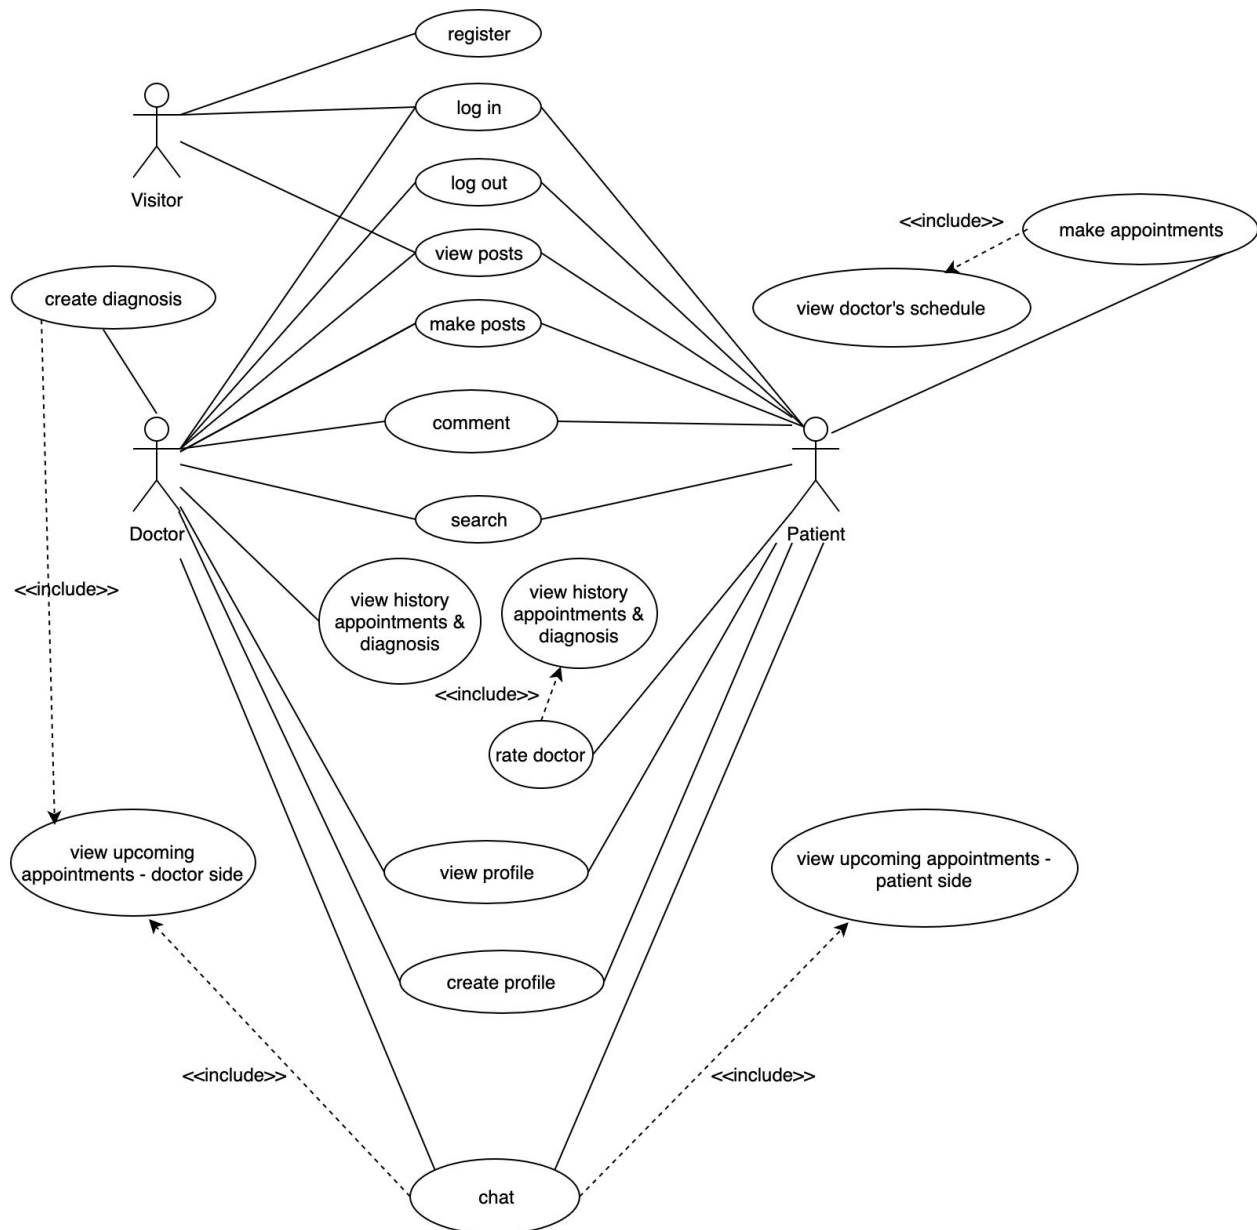 register
log in
log out
Visitor
<<include>>
make appointments
view posts
create diagnosis
view doctor's schedule
make posts
comment
search
Doctor
Patient
<<include>>
view history
appointments &
diagnosis
view history
appointments &
diagnosis
<<include>>
rate doctor
view upcoming
appointments - doctor side
view profile
view upcoming appointments -
patient side
create profile
<<include>>
<<include>>
chat